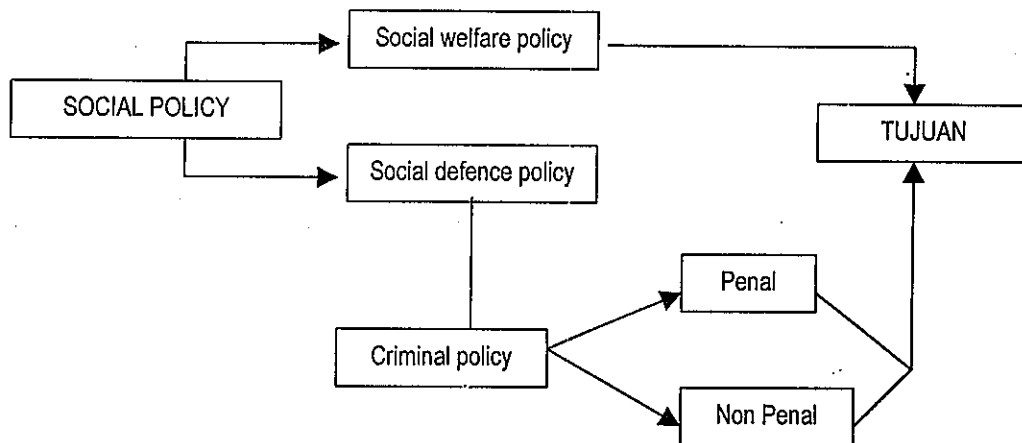 Social welfare policy
SOCIAL POLICY
TUJUAN
Social defence policy
Penal
Criminal policy
Non Penal